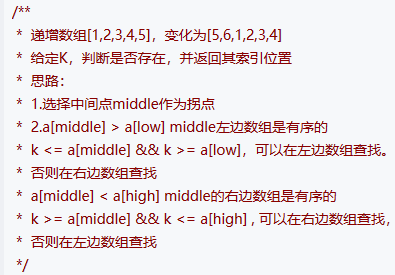 /**
* 递增数组[1,2,3,4,5]，变化为[5,6,1,2,3,4]
* 给定K，判断是否存在，并返回其索引位置
* 思路：
* 1.选择中间点middle作为拐点
* 2.a[middle] > a[low] middle左边数组是有序的
* k <= a[middle] && k >= a[low]，可以在左边数组查找。
* 否则在右边数组查找
* a[middle] < a[high] middle的右边数组是有序的
* k >= a[middle] && k <= a[high] , 可以在右边数组查找，
* 否则在左边数组查找
*/